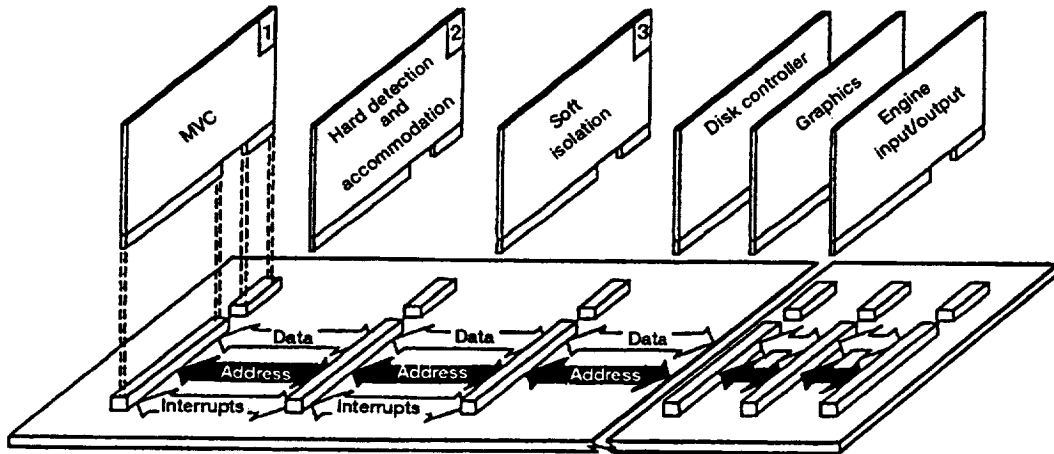 1
MVC
2
Hard detection
and
accommodation
3
Soft
isolation
Disk controller
Graphics
Engine
input/output
Data
Data
Data
Address
Address
Address
Interrupts
Interrupts